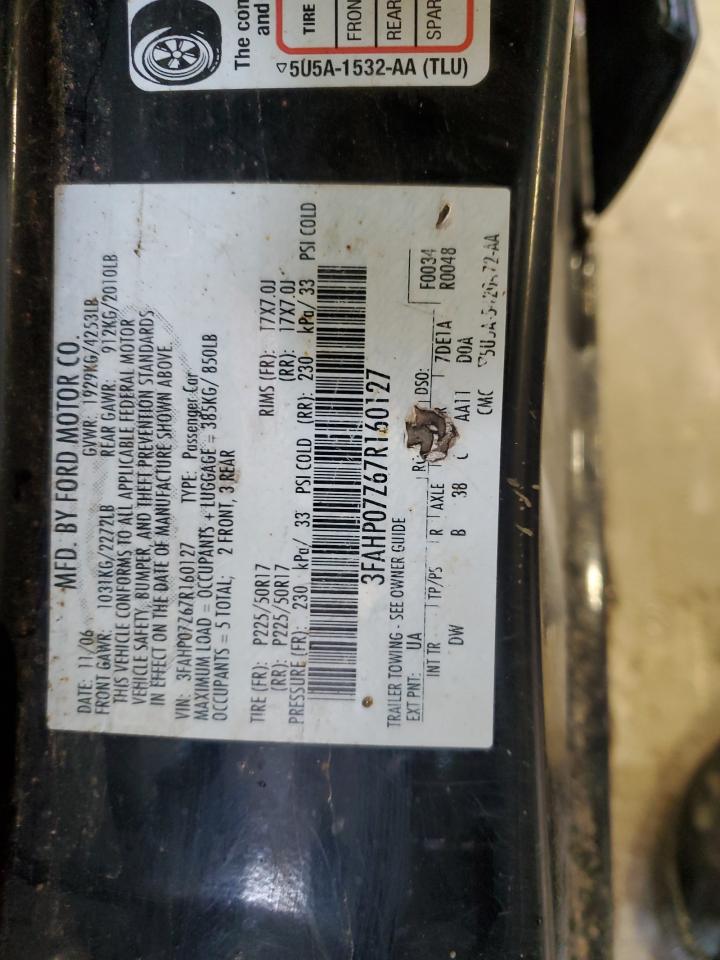 The con
and
TIRE
FRON
REAR
SPAR
▽5U5A-1532-AA (TLU)
MFD. BY FORD MOTOR CO.
DATE: 11/06 GVWR: 1929KG/4253LB
FRONT GAWR: 1031KG/2272LB REAR GAWR: 912KG/2010LB
THIS VEHICLE CONFORMS TO ALL APPLICABLE FEDERAL MOTOR
VEHICLE SAFETY, BUMPER, AND THEFT PREVENTION STANDARDS
IN EFFECT ON THE DATE OF MANUFACTURE SHOWN ABOVE.
VIN: 3FAHP07Z67R160127 TYPE: Passenger Car
MAXIMUM LOAD = OCCUPANTS + LUGGAGE = 385KG/ 850LB
OCCUPANTS = 5 TOTAL; 2 FRONT, 3 REAR
TIRE (FR): P225/50R17 RIMS (FR): 17X7.0J
(RR): P225/50R17 (RR): 17X7.0J
PRESSURE (FR): 230 kPa/ 33 PSI COLD (RR): 230 kPa/ 33 PSI COLD
3FAHP07Z67R160127
TRAILER TOWING - SEE OWNER GUIDE
EXT PNT: UA RC DSO: F0034
R0048
INT TR TP/PS R AXLE R 7DE1A
DW B 38 C AA11 D0A
CMC